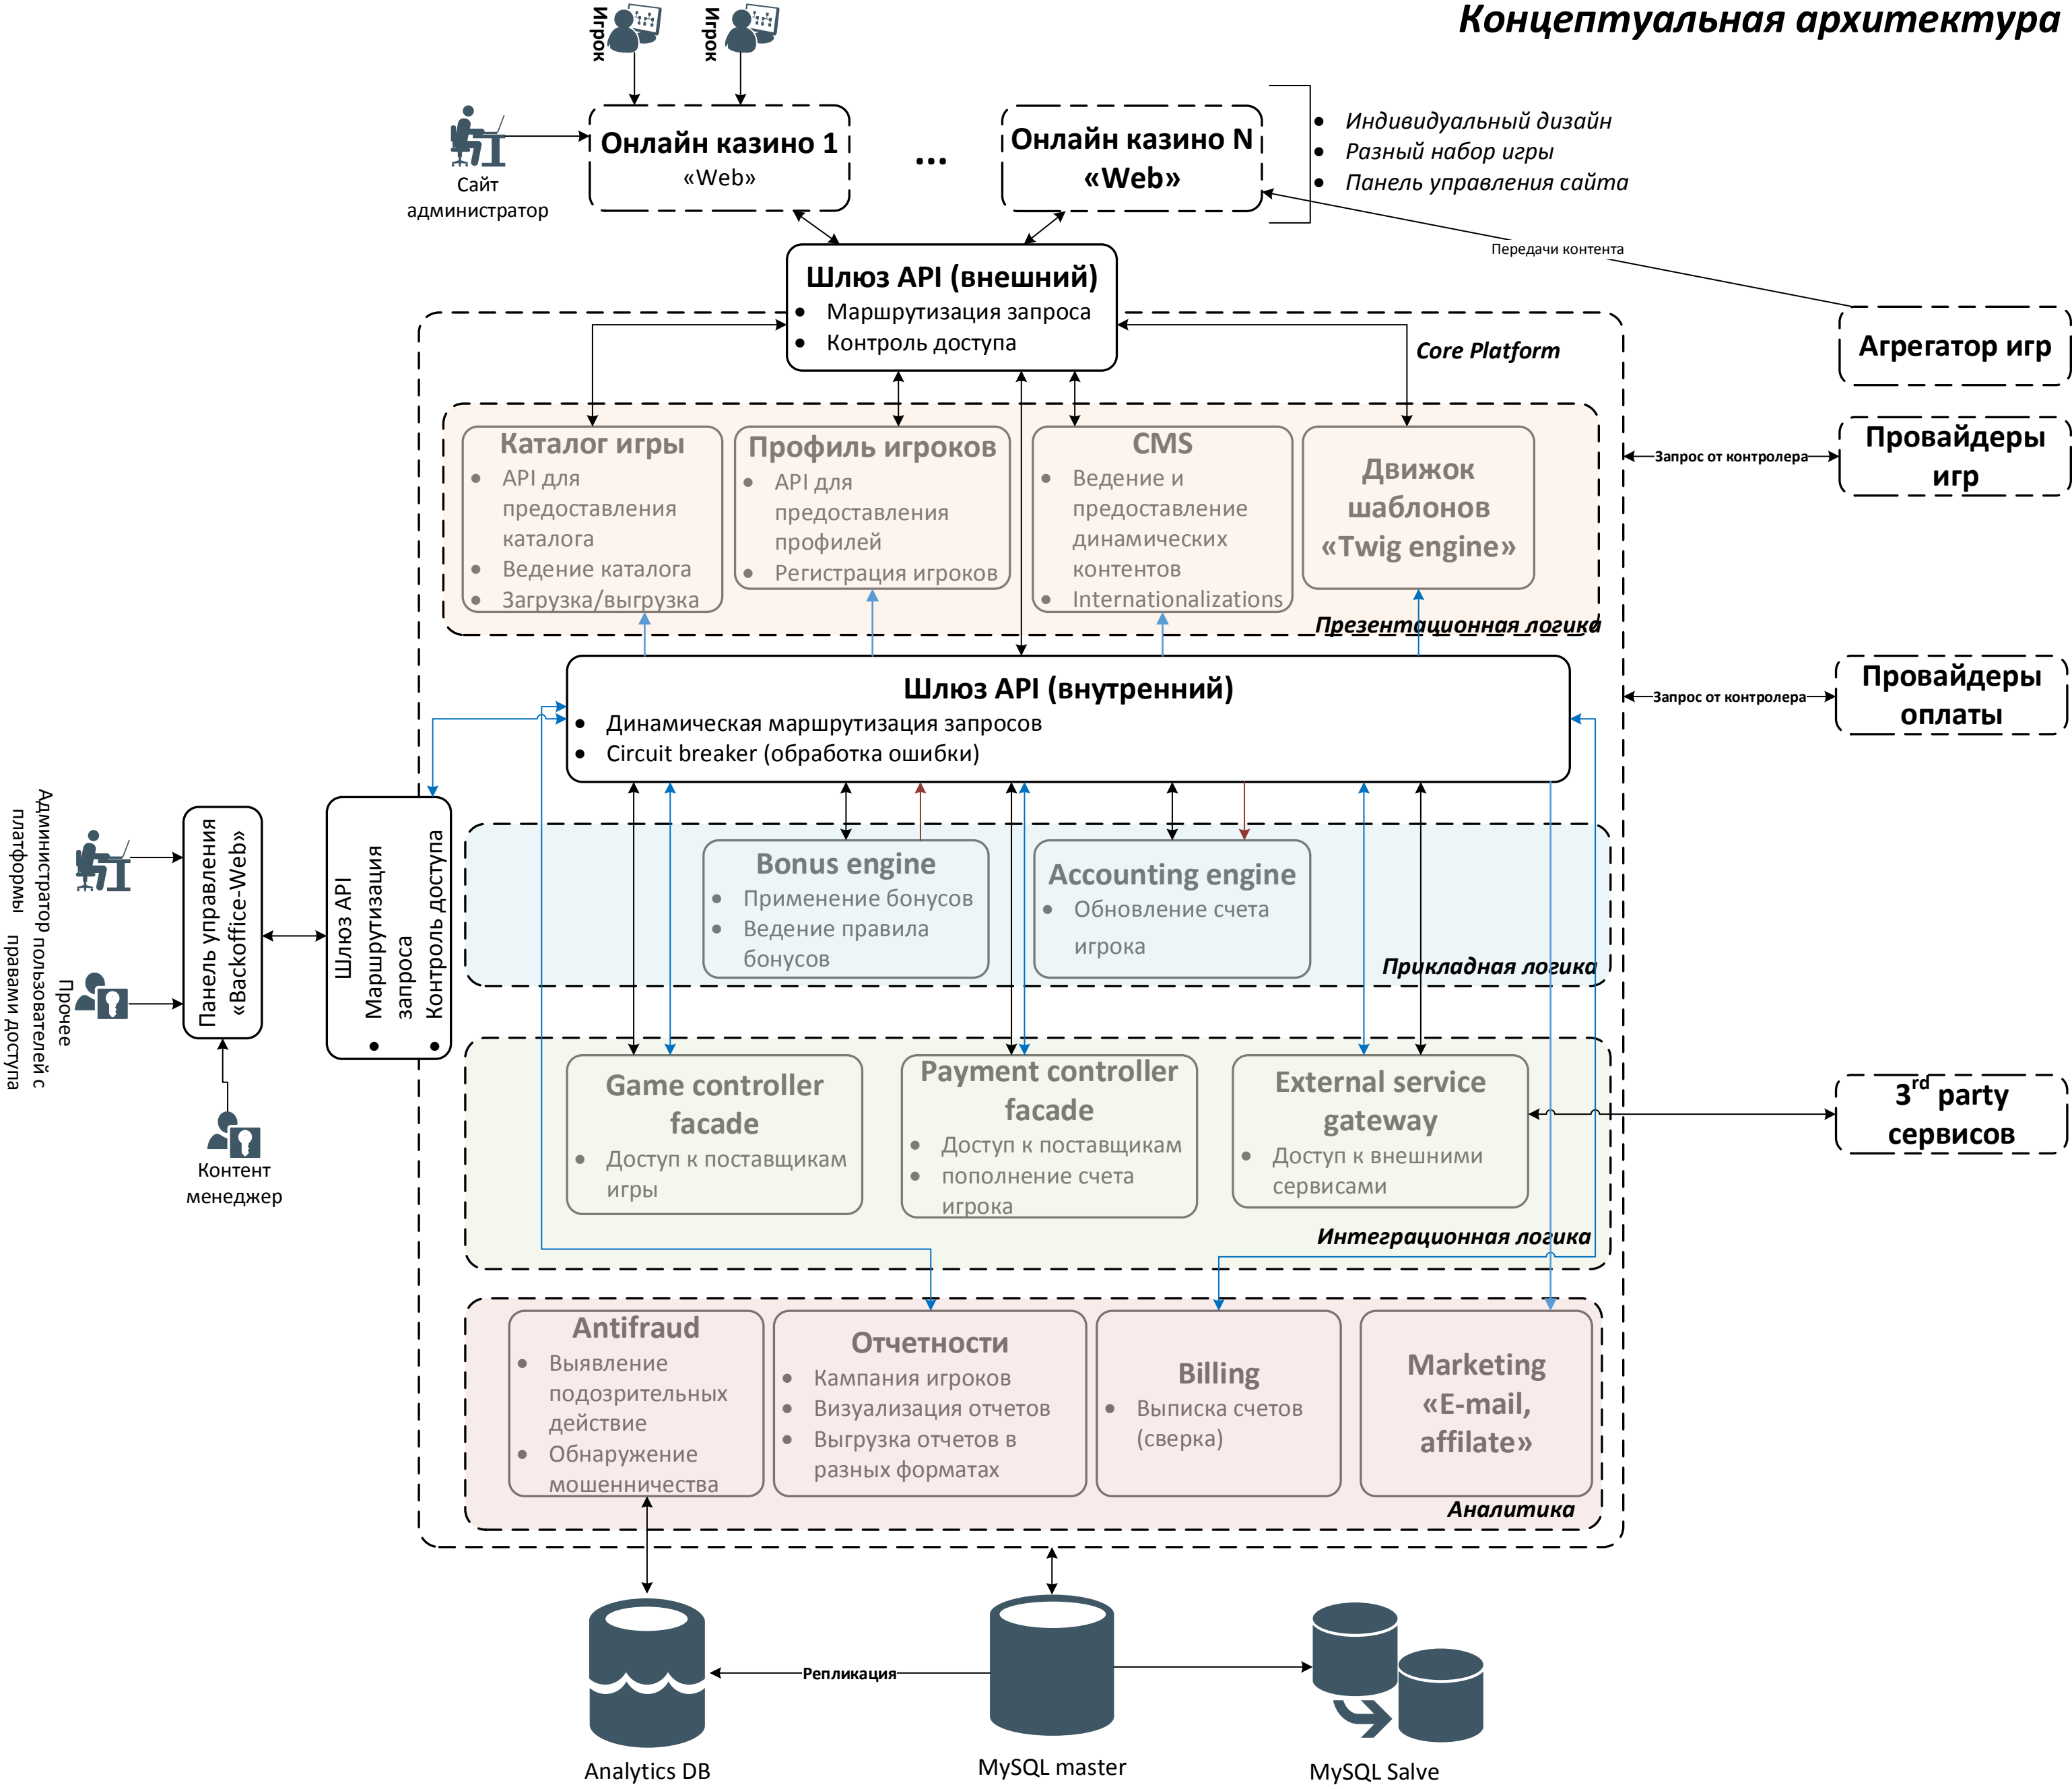 Концептуальная архитектура
Игрок
Игрок
Сайт
администратор
Онлайн казино 1
«Web»
...
Онлайн казино N
«Web»
• Индивидуальный дизайн
• Разный набор игры
• Панель управления сайта
Передачи контента
Шлюз API (внешний)
• Маршрутизация запроса
• Контроль доступа
Core Platform
Агрегатор игр
Каталог игры
• API для
предоставления
каталога
• Ведение каталога
• Загрузка/выгрузка
Профиль игроков
• API для
предоставления
профилей
• Регистрация игроков
CMS
• Ведение и
предоставление
динамических
контентов
• Internationalizations
Движок
шаблонов
«Twig engine»
Презентационная логика
Запрос от контролера
Провайдеры
игр
Шлюз API (внутренний)
• Динамическая маршрутизация запросов
• Circuit breaker (обработка ошибки)
Запрос от контролера
Провайдеры
оплаты
Администратор
платформы
Прочее
пользователей с
правами доступа
Контент
менеджер
Панель управления
«Backoffice-Web»
Шлюз API
• Маршрутизация
запроса
• Контроль доступа
Bonus engine
• Применение бонусов
• Ведение правила
бонусов
Accounting engine
• Обновление счета
игрока
Прикладная логика
Game controller
facade
• Доступ к поставщикам
игры
Payment controller
facade
• Доступ к поставщикам
• пополнение счета
игрока
External service
gateway
• Доступ к внешними
сервисами
Интеграционная логика
3rd party
сервисов
Antifraud
• Выявление
подозрительных
действие
• Обнаружение
мошенничества
Отчетности
• Кампания игроков
• Визуализация отчетов
• Выгрузка отчетов в
разных форматах
Billing
• Выписка счетов
(сверка)
Marketing
«E-mail,
affilate»
Аналитика
Репликация
Analytics DB
MySQL master
MySQL Salve